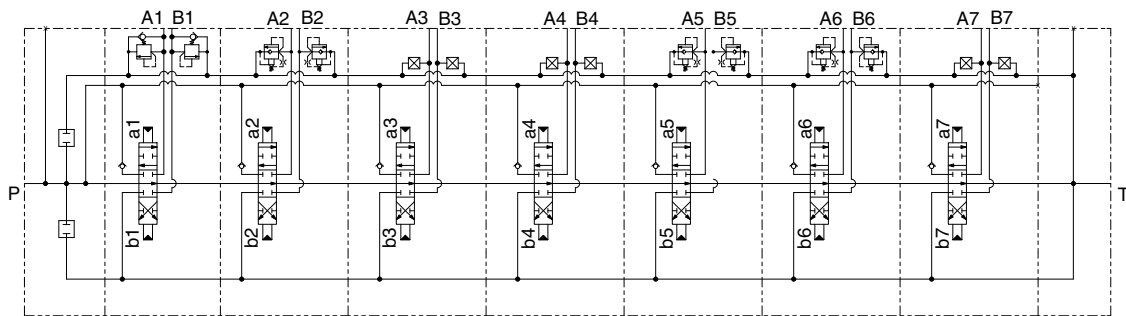 A1 B1 A2 B2 A3 B3 A4 B4 A5 B5 A6 B6 A7 B7
a1 a2 a3 a4 a5 a6 a7
P T
b1 b2 b3 b4 b5 b6 b7